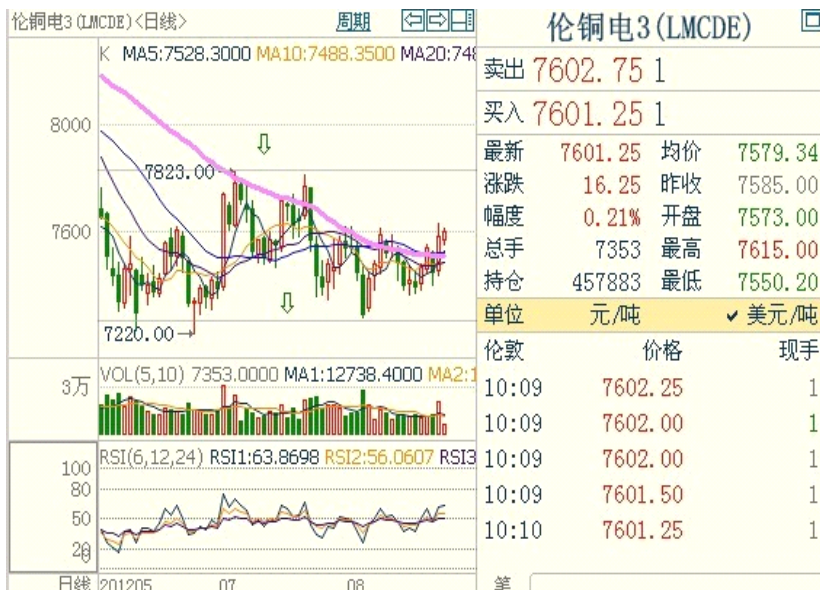 伦铜电3(LMCDE)<日线>
周期
K MA5:7528.3000 MA10:7488.3500 MA20:748
8000
7823.00
7600
7220.00
VOL(5,10) 7353.0000 MA1:12738.4000 MA2:1
3万
RSI(6,12,24) RSI1:63.8698 RSI2:56.0607 RSI3
100
80
50
20
0
日线 201205 07 08
伦铜电3(LMCDE)
卖出 7602.75 1
买入 7601.25 1
最新 7601.25 均价 7579.34
涨跌 16.25 昨收 7585.00
幅度 0.21% 开盘 7573.00
总手 7353 最高 7615.00
持仓 457883 最低 7550.20
单位 元/吨 ✓ 美元/吨
伦敦 价格 现手
10:09 7602.25 1
10:09 7602.00 1
10:09 7602.00 1
10:09 7601.50 1
10:10 7601.25 1
笔